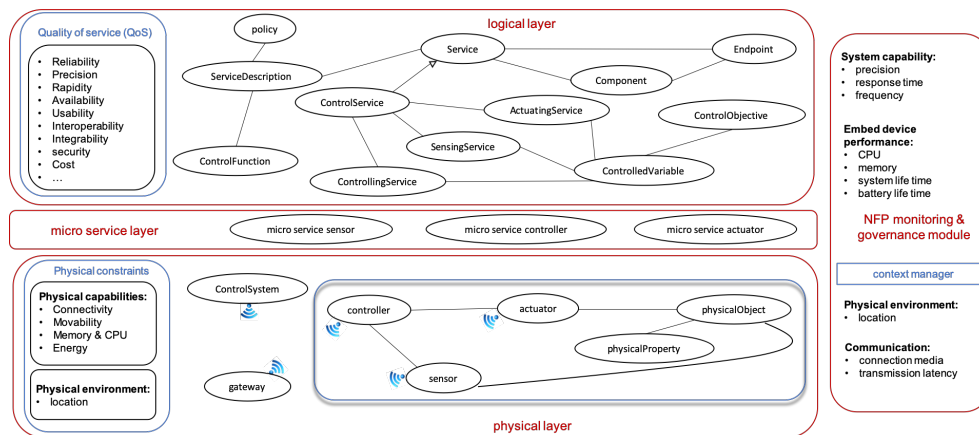 logical layer
Quality of service (QoS)
• Reliability
• Precision
• Rapidity
• Availability
• Usability
• Interoperability
• Integrability
• security
• Cost
• …
policy
ServiceDescription
ControlFunction
Service
Endpoint
Component
ControlService
ActuatingService
ControlObjective
SensingService
ControllingService
ControlledVariable
micro service layer
micro service sensor
micro service controller
micro service actuator
Physical constraints
Physical capabilities:
• Connectivity
• Movability
• Memory & CPU
• Energy
Physical environment:
• location
ControlSystem
gateway
controller
actuator
physicalObject
physicalProperty
sensor
physical layer
System capability:
• precision
• response time
• frequency
Embed device
performance:
• CPU
• memory
• system life time
• battery life time
NFP monitoring &
governance module
context manager
Physical environment:
• location
Communication:
• connection media
• transmission latency